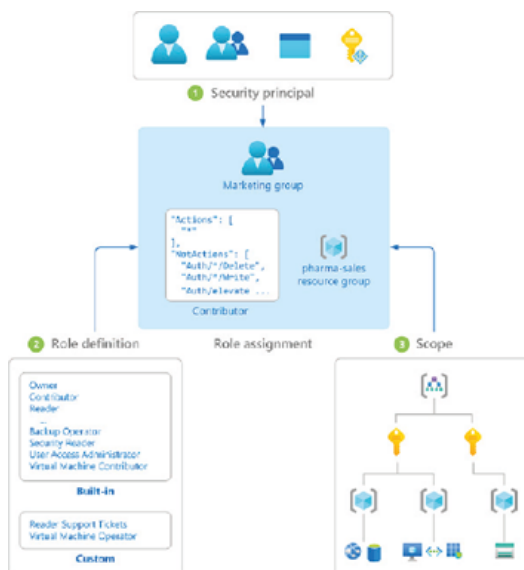 1 Security principal
Marketing group
"Actions": [
"*"
],
"NotActions": [
"Auth/*/Delete",
"Auth/*/Write",
"Auth/elevate ...
Contributor
pharma-sales
resource group
2 Role definition
Role assignment
3 Scope
Owner
Contributor
Reader
...
Backup Operator
Security Reader
User Access Administrator
Virtual Machine Contributor
Built-in
Reader Support Tickets
Virtual Machine Operator
Custom